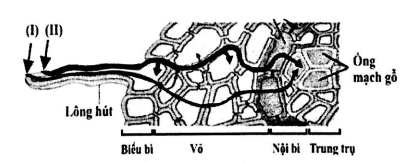 (I) (II)
Ống
mạch gỗ
Lông hút
Biểu bì Vỏ Nội bì Trung trụ